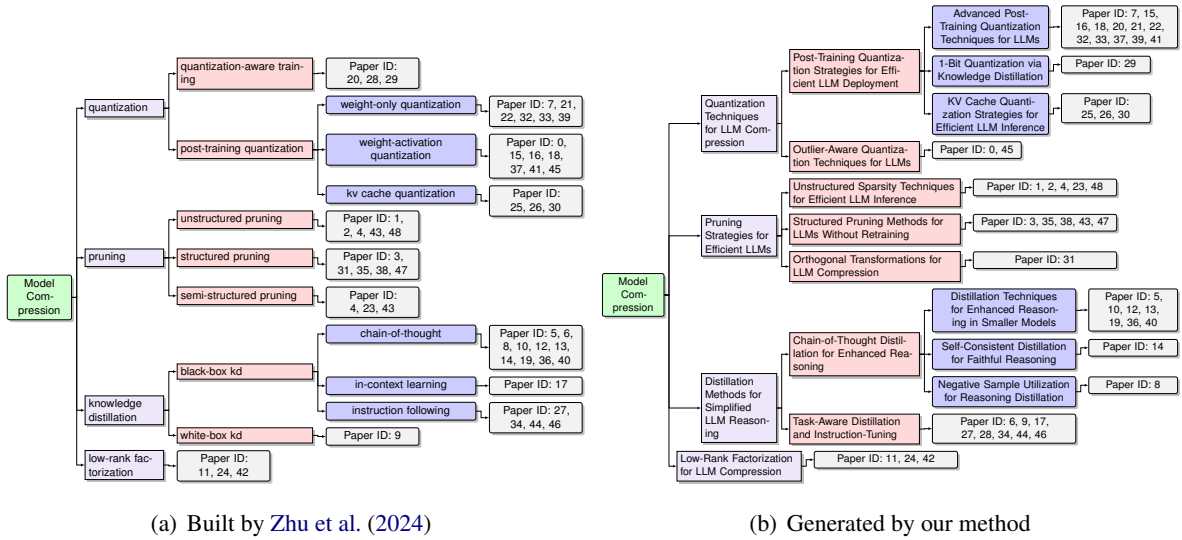 quantization-aware train-
ing
Paper ID:
20, 28, 29
quantization
weight-only quantization
Paper ID: 7, 21,
22, 32, 33, 39
post-training quantization
weight-activation
quantization
Paper ID: 0,
15, 16, 18,
37, 41, 45
kv cache quantization
Paper ID:
25, 26, 30
unstructured pruning
Paper ID: 1,
2, 4, 43, 48
pruning
structured pruning
Paper ID: 3,
31, 35, 38, 47
Model
Com-
pression
semi-structured pruning
Paper ID:
4, 23, 43
chain-of-thought
Paper ID: 5, 6,
8, 10, 12, 13,
14, 19, 36, 40
black-box kd
in-context learning
Paper ID: 17
knowledge
distillation
instruction following
Paper ID: 27,
34, 44, 46
white-box kd
Paper ID: 9
low-rank fac-
torization
Paper ID:
11, 24, 42
(a) Built by Zhu et al. (2024)
Advanced Post-
Training Quantization
Techniques for LLMs
Paper ID: 7, 15,
16, 18, 20, 21, 22,
32, 33, 37, 39, 41
Post-Training Quantiza-
tion Strategies for Effi-
cient LLM Deployment
1-Bit Quantization via
Knowledge Distillation
Paper ID: 29
Quantization
Techniques
for LLM Com-
pression
KV Cache Quanti-
zation Strategies for
Efficient LLM Inference
Paper ID:
25, 26, 30
Outlier-Aware Quantiza-
tion Techniques for LLMs
Paper ID: 0, 45
Unstructured Sparsity Techniques
for Efficient LLM Inference
Paper ID: 1, 2, 4, 23, 48
Pruning
Strategies for
Efficient LLMs
Structured Pruning Methods for
LLMs Without Retraining
Paper ID: 3, 35, 38, 43, 47
Orthogonal Transformations for
LLM Compression
Paper ID: 31
Model
Com-
pression
Distillation Techniques
for Enhanced Reason-
ing in Smaller Models
Paper ID: 5,
10, 12, 13,
19, 36, 40
Chain-of-Thought Distil-
lation for Enhanced Rea-
soning
Self-Consistent Distillation
for Faithful Reasoning
Paper ID: 14
Negative Sample Utilization
for Reasoning Distillation
Paper ID: 8
Distillation
Methods for
Simplified
LLM Reason-
ing
Task-Aware Distillation
and Instruction-Tuning
Paper ID: 6, 9, 17,
27, 28, 34, 44, 46
Low-Rank Factorization
for LLM Compression
Paper ID: 11, 24, 42
(b) Generated by our method